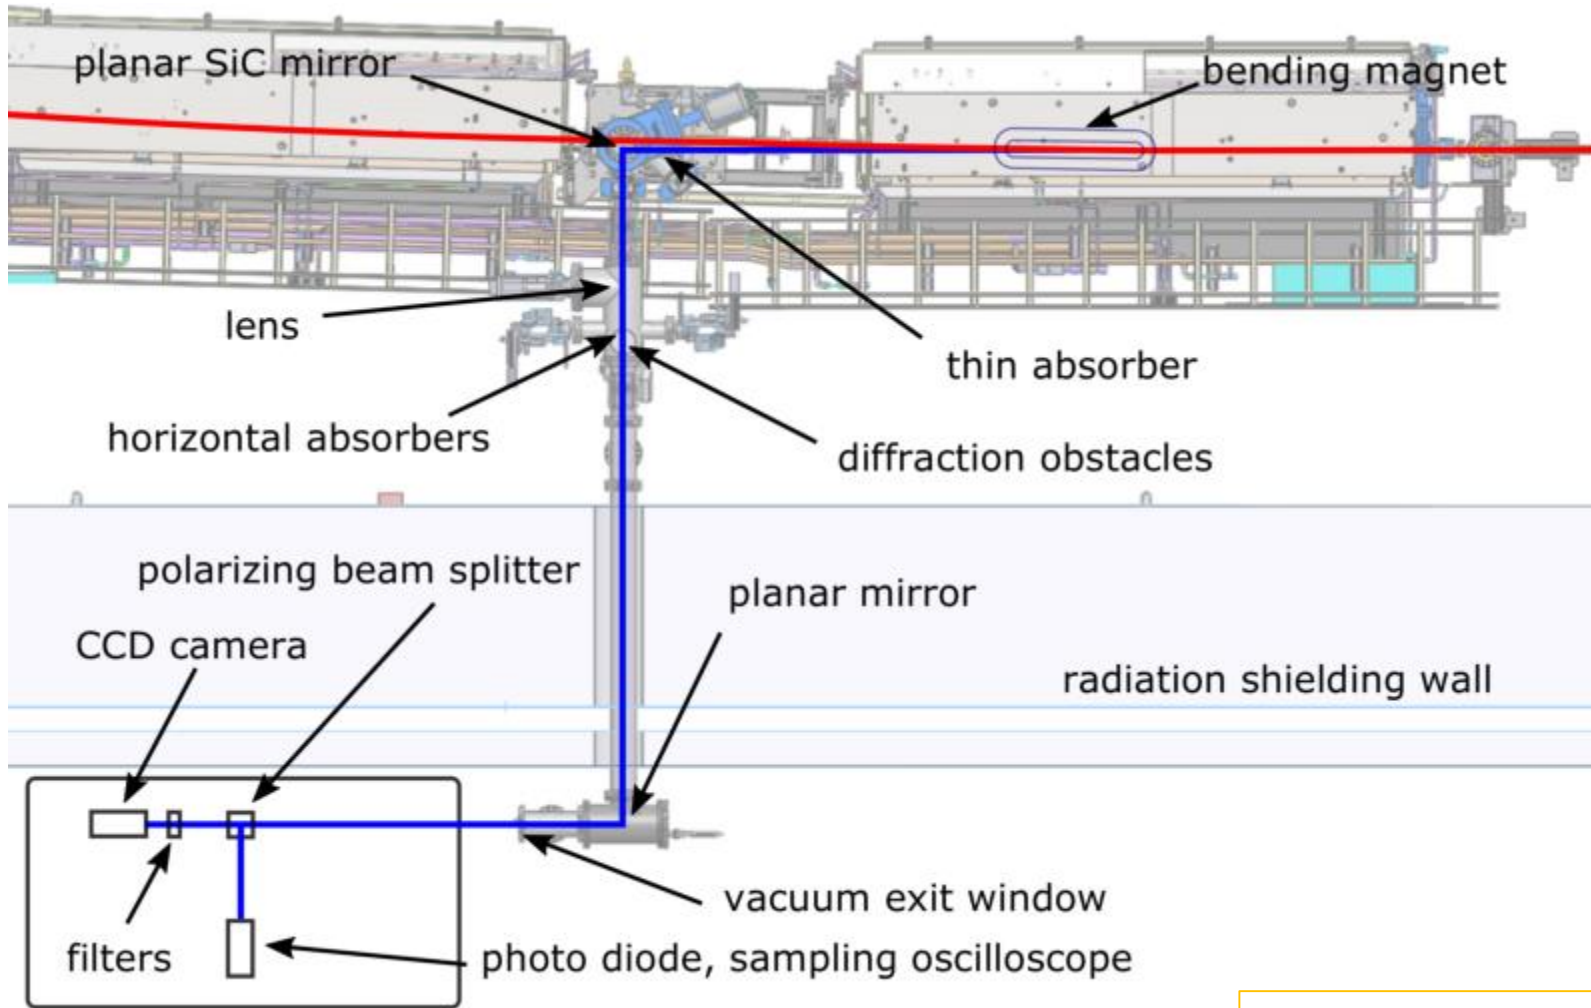 planar SiC mirror
bending magnet
lens
thin absorber
horizontal absorbers
diffraction obstacles
polarizing beam splitter
planar mirror
CCD camera
radiation shielding wall
vacuum exit window
filters
photo diode, sampling oscilloscope